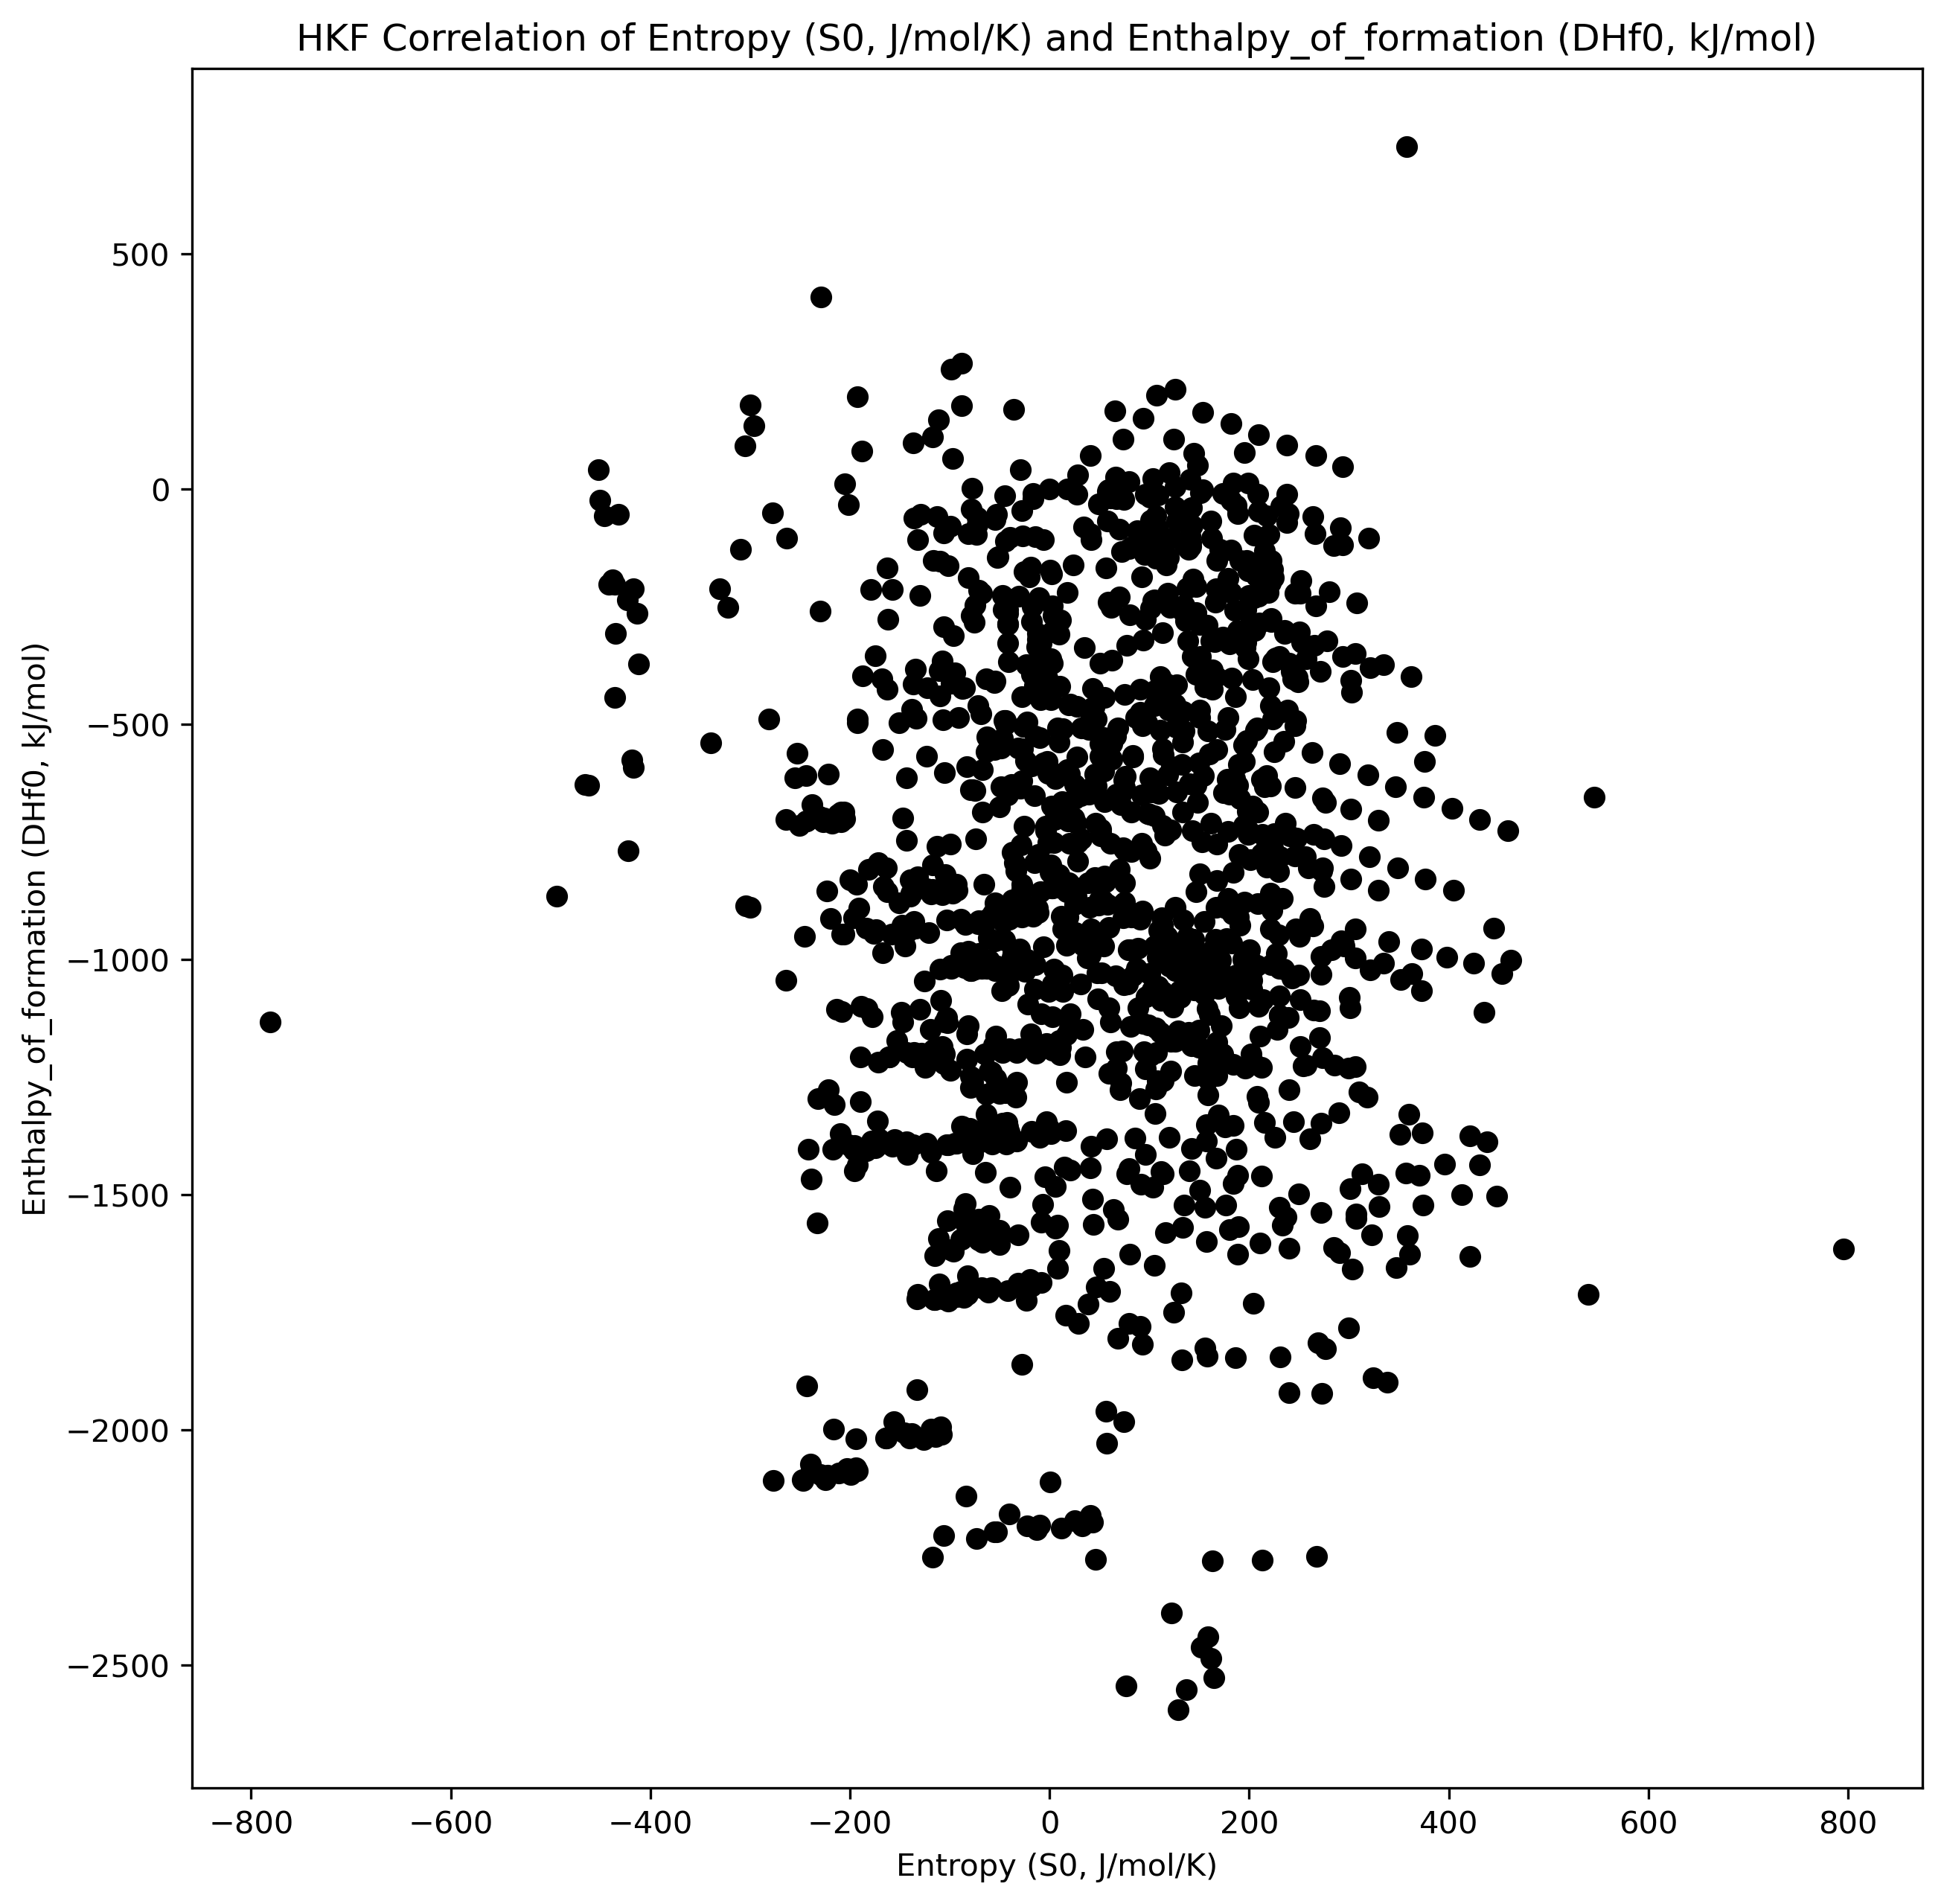 HKF Correlation of Entropy (S0, J/mol/K) and Enthalpy_of_formation (DHf0, kJ/mol)
Enthalpy_of_formation (DHf0, kJ/mol)
500
0
−500
−1000
−1500
−2000
−2500
−800 −600 −400 −200 0 200 400 600 800
Entropy (S0, J/mol/K)